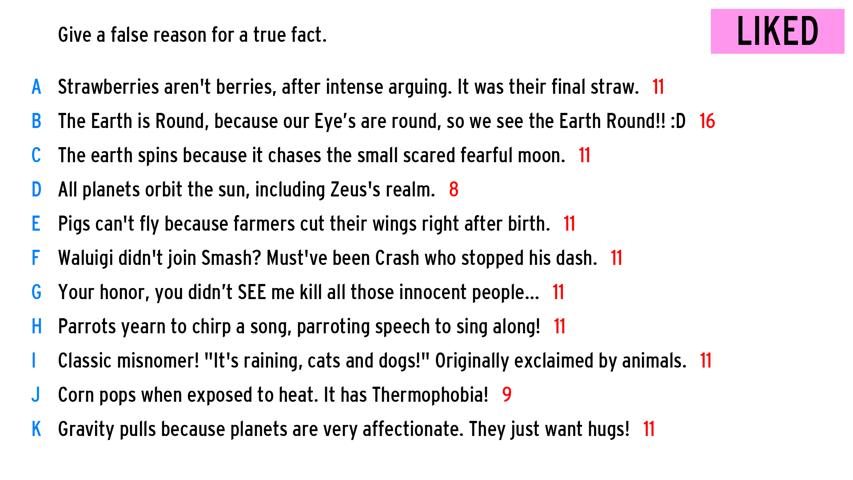 Give a false reason for a true fact.
LIKED
A Strawberries aren't berries, after intense arguing. It was their final straw. 11
B The Earth is Round, because our Eye’s are round, so we see the Earth Round!! :D 16
C The earth spins because it chases the small scared fearful moon. 11
D All planets orbit the sun, including Zeus's realm. 8
E Pigs can't fly because farmers cut their wings right after birth. 11
F Waluigi didn't join Smash? Must've been Crash who stopped his dash. 11
G Your honor, you didn’t SEE me kill all those innocent people... 11
H Parrots yearn to chirp a song, parroting speech to sing along! 11
I Classic misnomer! "It's raining, cats and dogs!" Originally exclaimed by animals. 11
J Corn pops when exposed to heat. It has Thermophobia! 9
K Gravity pulls because planets are very affectionate. They just want hugs! 11